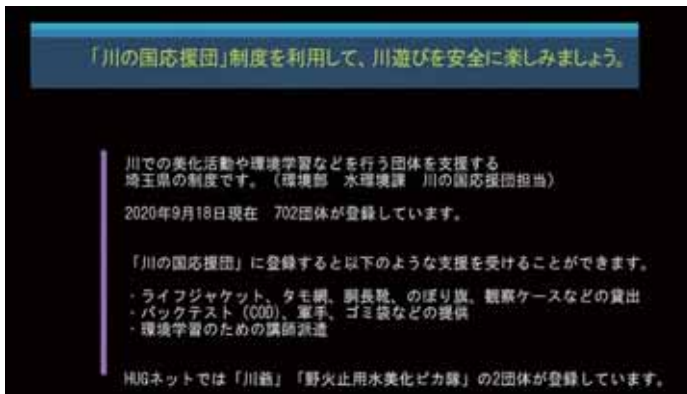 「川の国応援団」制度を利用して、川遊びを安全に楽しみましょう。
川での美化活動や環境学習などを行う団体を支援する
埼玉県の制度です。（環境部　水環境課　川の国応援団担当）
2020年9月18日現在　702団体が登録しています。
「川の国応援団」に登録すると以下のような支援を受けることができます。
・ライフジャケット、タモ網、胴長靴、のぼり旗、観察ケースなどの貸出
・パックテスト（COD）、軍手、ゴミ袋などの提供
・環境学習のための講師派遣
HUGネットでは「川爺」「野火止用水美化ピカ隊」の2団体が登録しています。